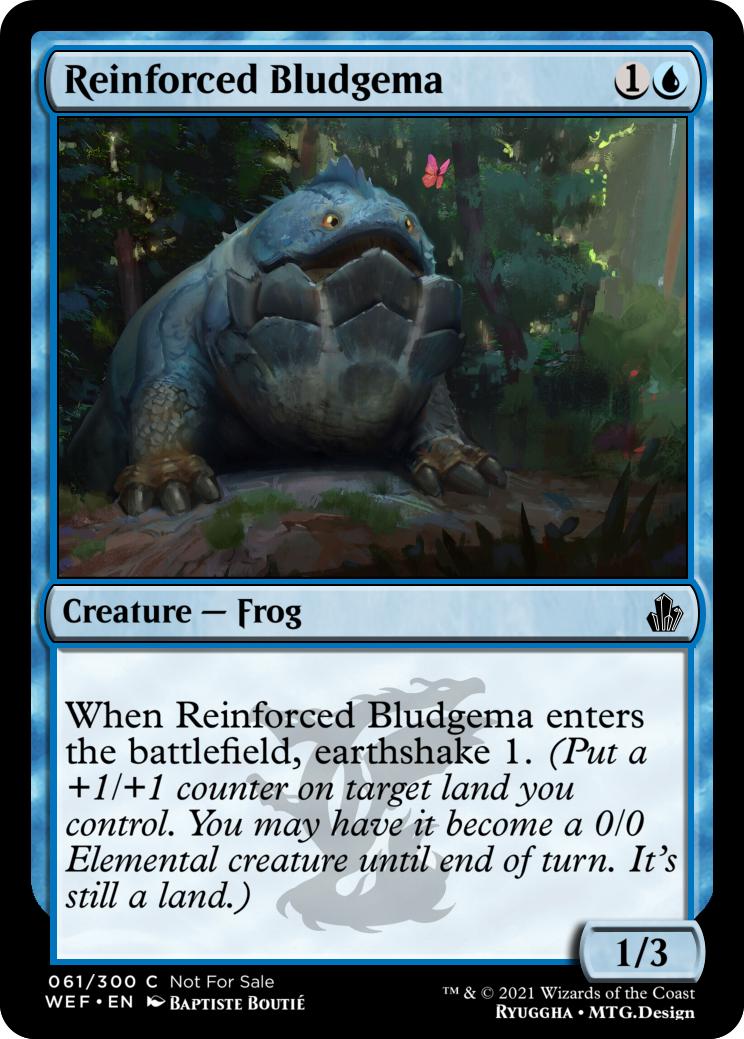 Reinforced Bludgema 1
Creature — Frog
When Reinforced Bludgema enters
the battlefield, earthshake 1. (Put a
+1/+1 counter on target land you
control. You may have it become a 0/0
Elemental creature until end of turn. It's
still a land.)
1/3
061/300 C Not For Sale
WEF • EN Baptiste Boutié
™ & © 2021 Wizards of the Coast
Ryuggha • MTG.Design